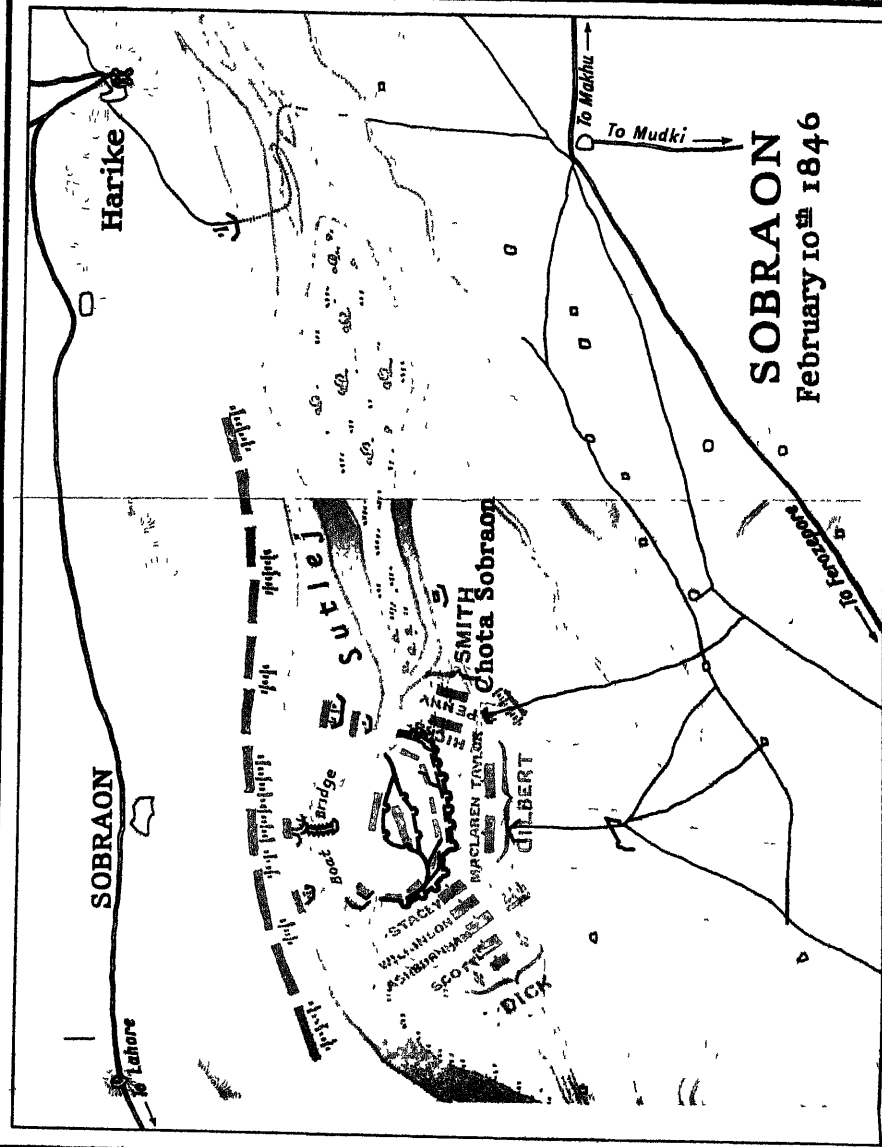 SOBRAON
February 10th 1846
Harike
SOBRAON
To Lahore
To Makhu
To Mudki
To Ferozepore
Sutlej
Boat Bridge
Chota Sobraon
SMITH
PENNY
TAYLOR
MACLAREN
GILBERT
STACEY
WILKINSON
ASHBURNHAM
SCOTT
DICK